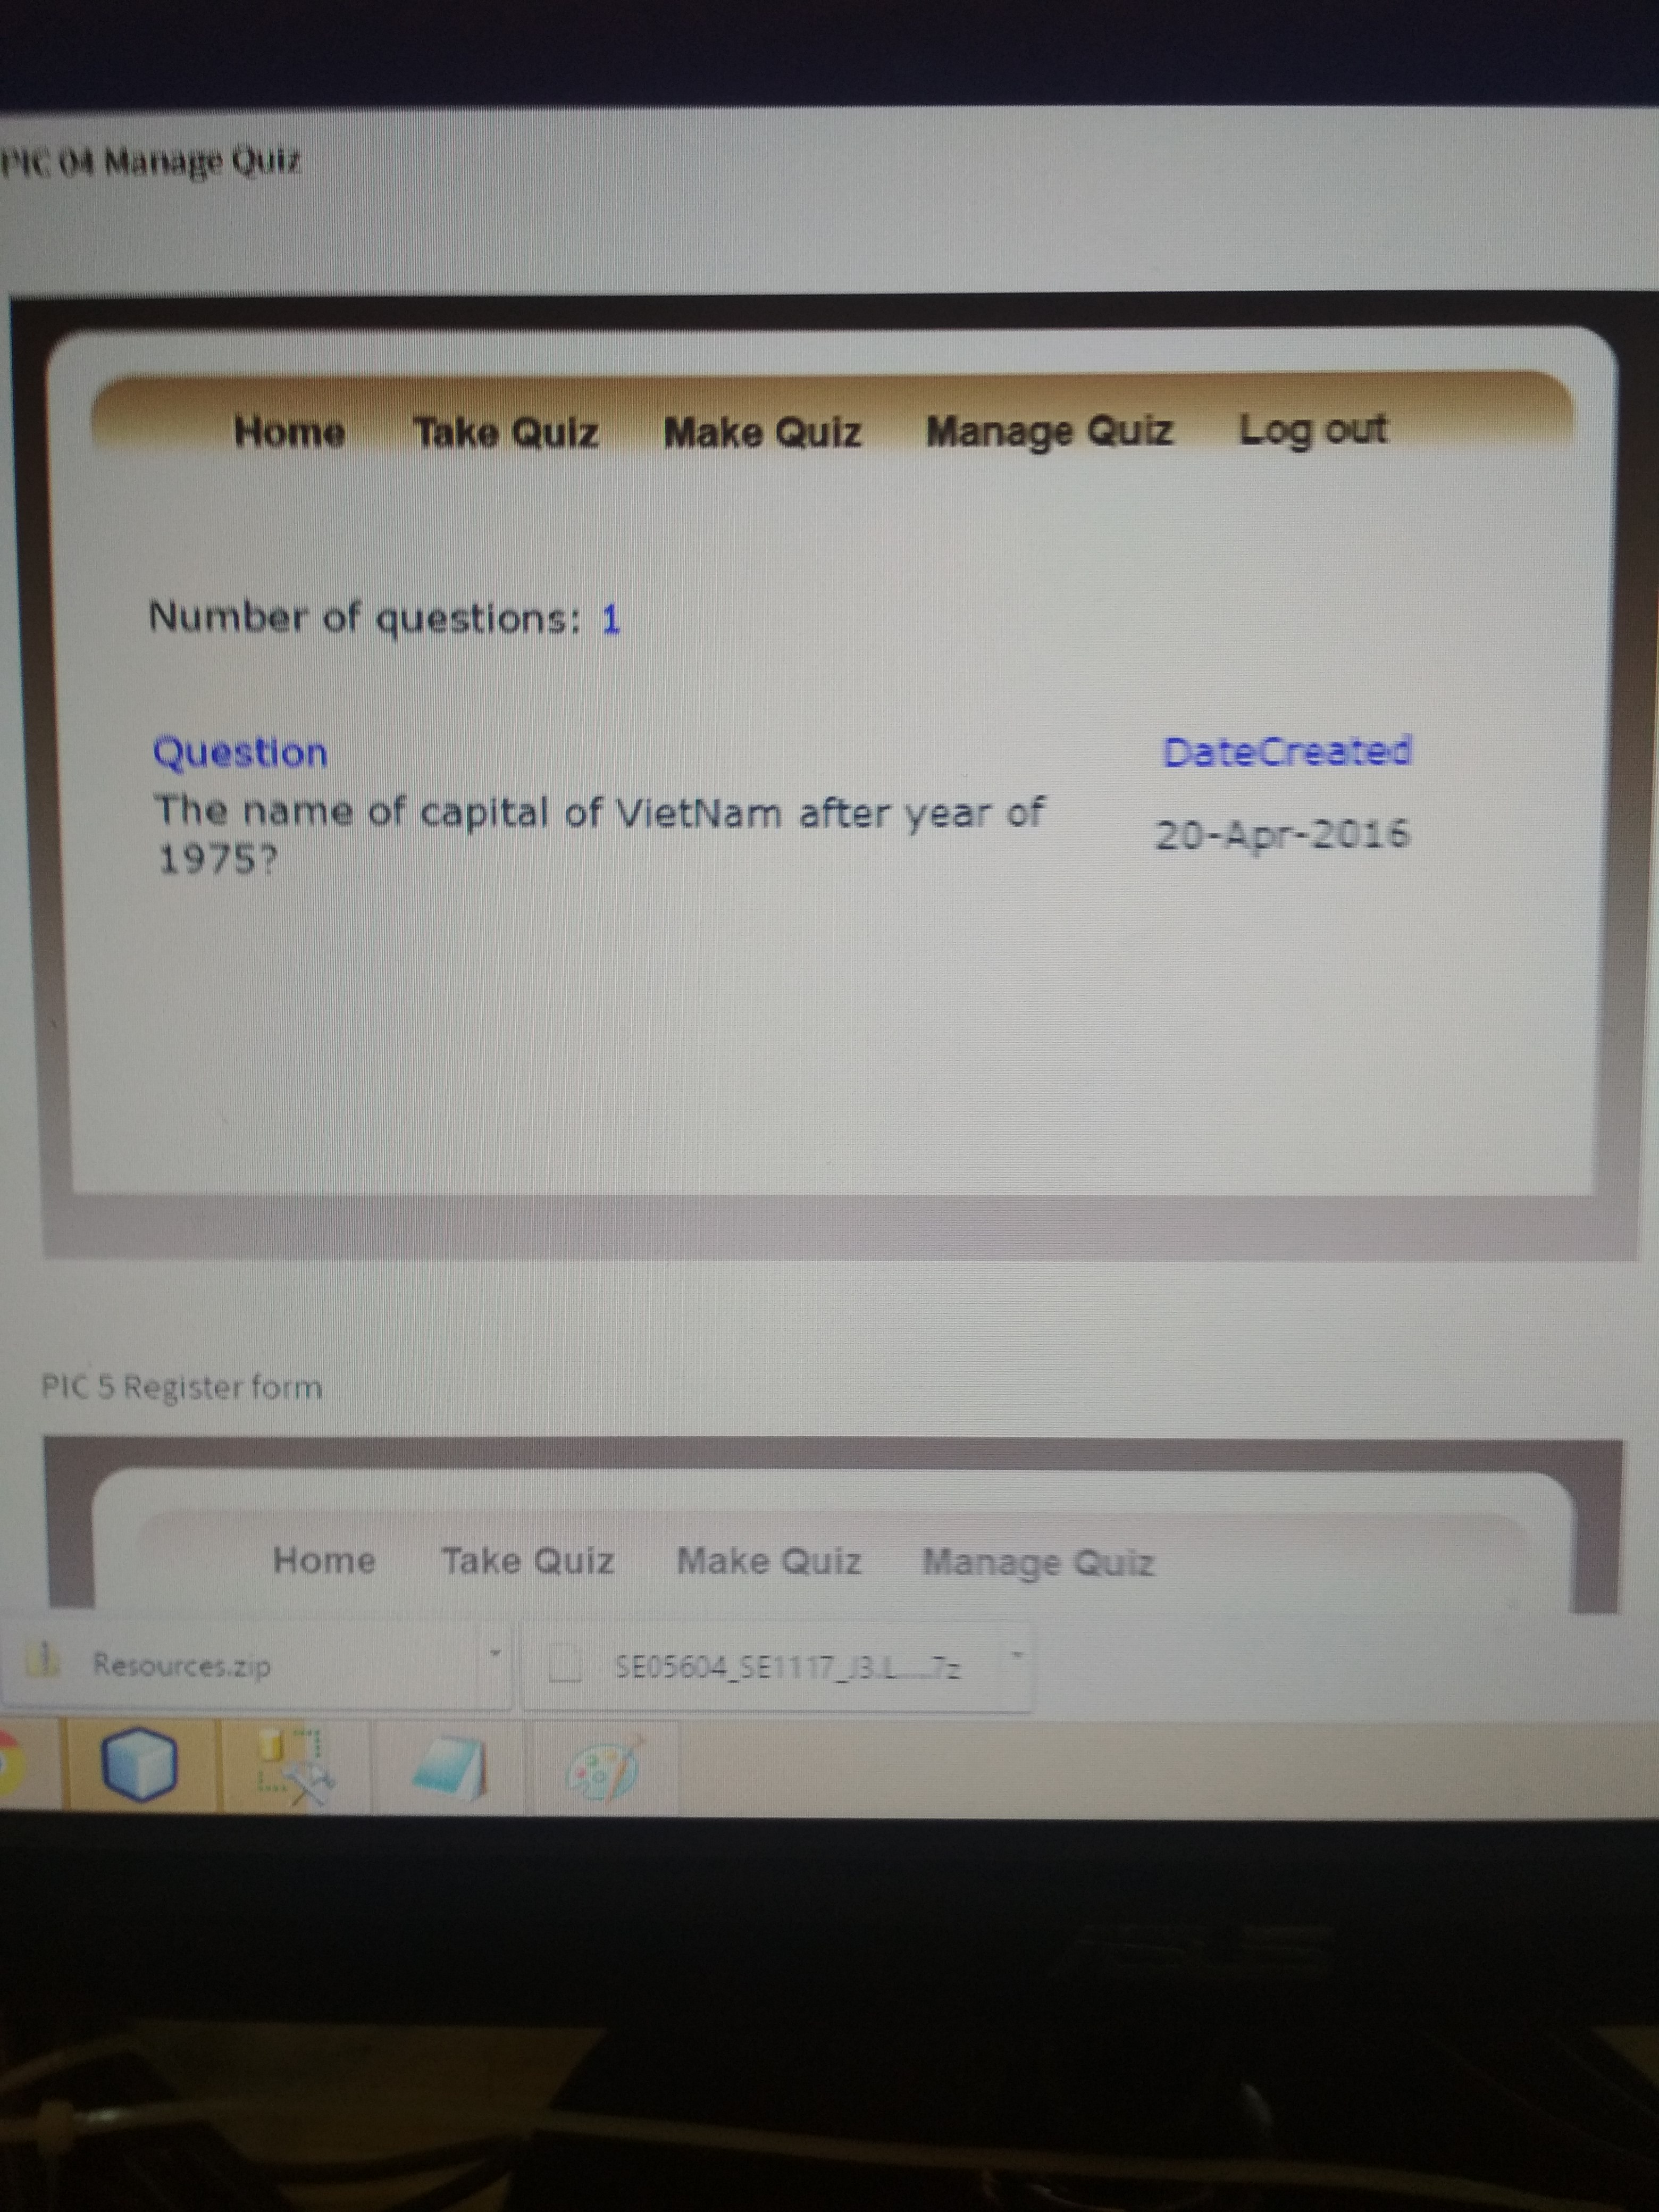 PIC 04 Manage Quiz
Home Take Quiz Make Quiz Manage Quiz Log out
Number of questions: 1
Question DateCreated
The name of capital of VietNam after year of
1975?
20-Apr-2016
PIC 5 Register form
Home Take Quiz Make Quiz Manage Quiz
Resources.zip SE05604_SE1117_J3.L....7z